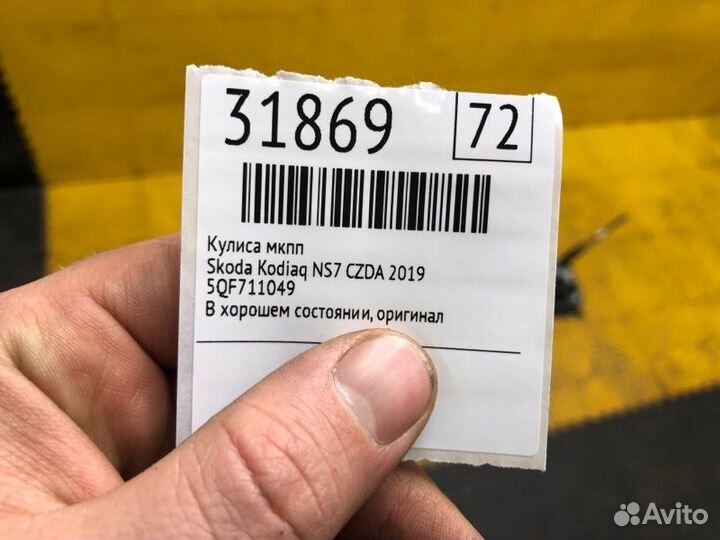 31869
72
Кулиса мкпп
Skoda Kodiaq NS7 CZDA 2019
5QF711049
В хорошем состоянии, оригинал
Avito